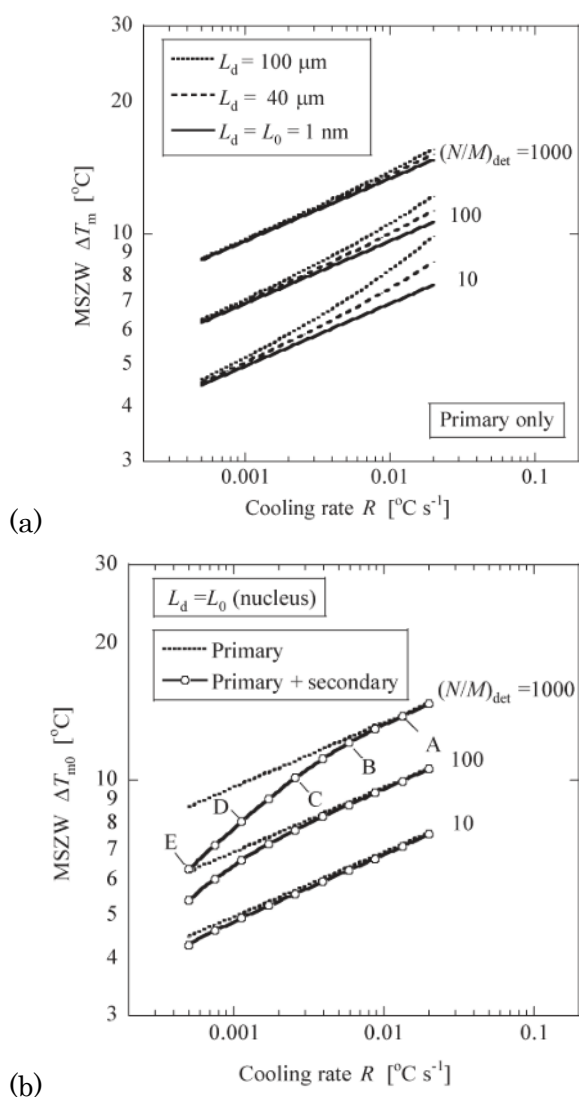 30
20
10
9
8
7
6
5
4
3
MSZW ΔT_m [°C]
L_d = 100 μm
L_d = 40 μm
L_d = L_0 = 1 nm
(N/M)_det =1000
100
10
Primary only
0.001
0.01
0.1
Cooling rate R [°C s⁻¹]
(a)
30
20
10
9
8
7
6
5
4
3
MSZW ΔT_m0 [°C]
L_d =L_0 (nucleus)
Primary
Primary + secondary
(N/M)_det =1000
A
B
100
C
D
10
E
0.001
0.01
0.1
Cooling rate R [°C s⁻¹]
(b)